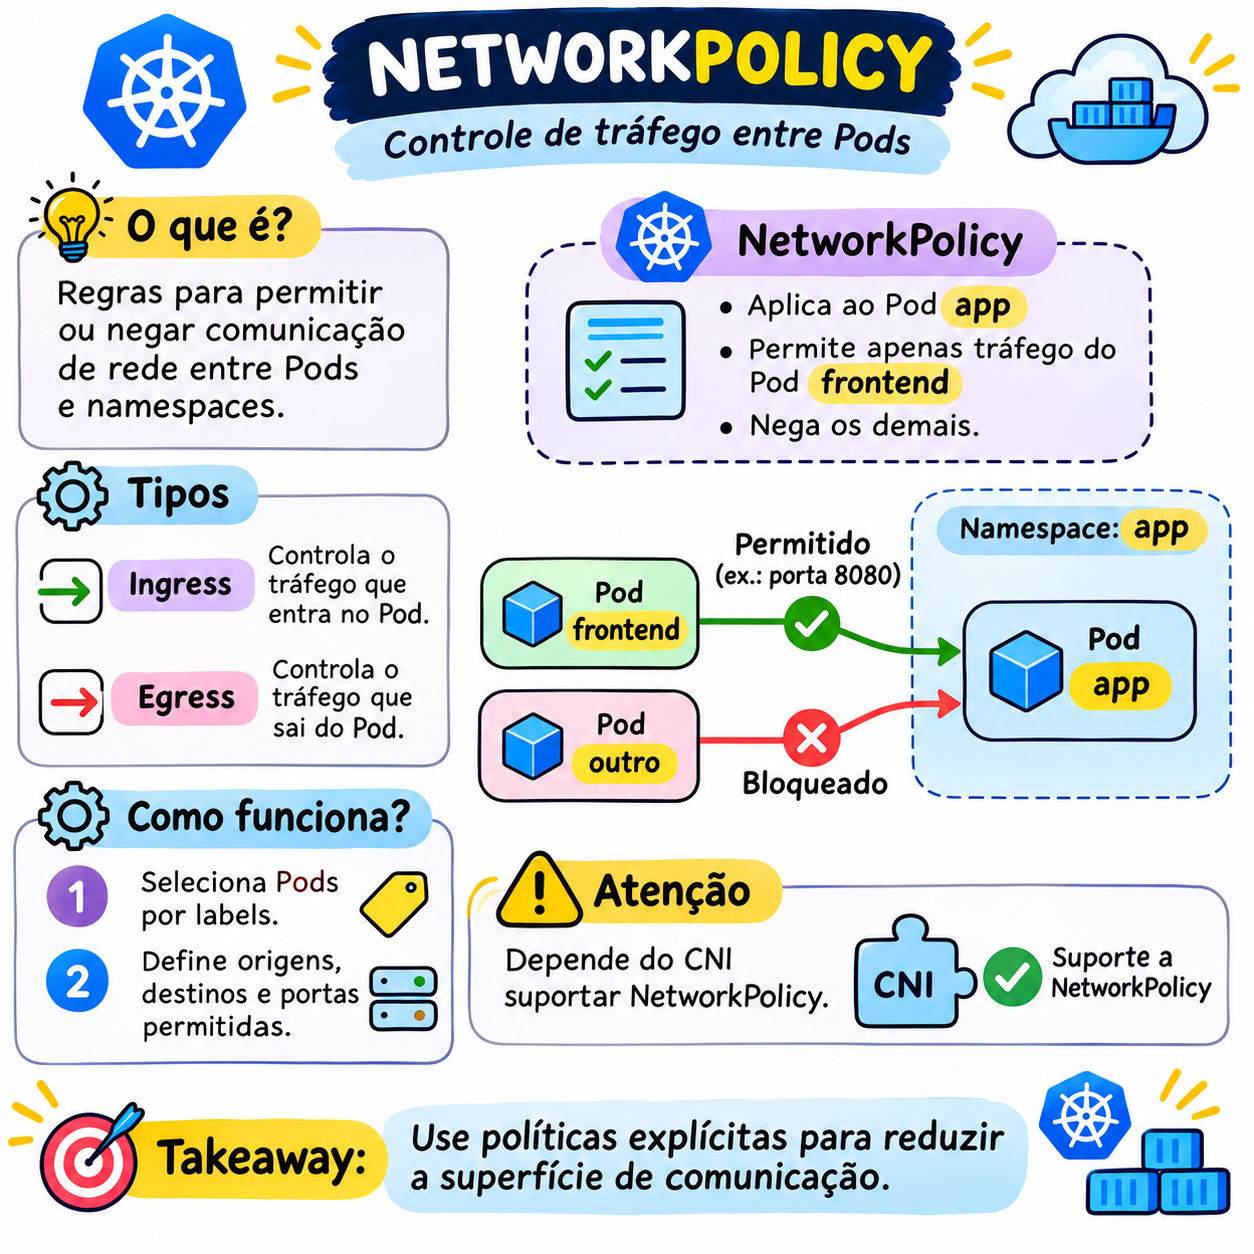 NETWORKPOLICY
Controle de tráfego entre Pods
O que é?
Regras para permitir
ou negar comunicação
de rede entre Pods
e namespaces.
NetworkPolicy
• Aplica ao Pod app
• Permite apenas tráfego do
Pod frontend
• Nega os demais.
Tipos
Ingress
Controla o
tráfego que
entra no Pod.
Egress
Controla o
tráfego que
sai do Pod.
Pod
frontend
Permitido
(ex.: porta 8080)
Pod
outro
Bloqueado
Namespace: app
Pod
app
Como funciona?
1
Seleciona Pods
por labels.
2
Define origens,
destinos e portas
permitidas.
Atenção
Depende do CNI
suportar NetworkPolicy.
CNI
Suporte a
NetworkPolicy
Takeaway:
Use políticas explícitas para reduzir
a superfície de comunicação.